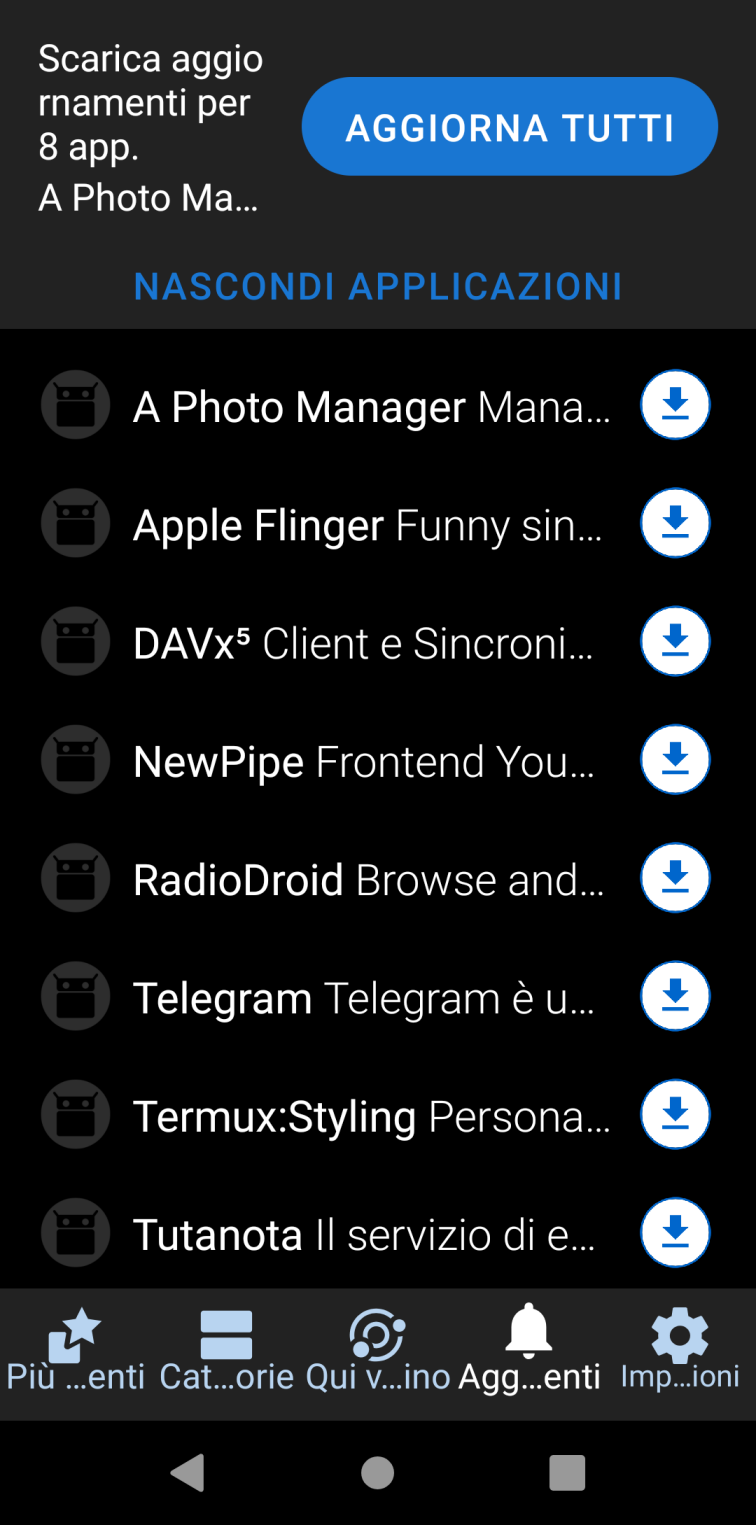 Scarica aggio
rnamenti per
8 app.
A Photo Ma…
AGGIORNA TUTTI
NASCONDI APPLICAZIONI
A Photo Manager Mana…
Apple Flinger Funny sin…
DAVx⁵ Client e Sincroni…
NewPipe Frontend You…
RadioDroid Browse and…
Telegram Telegram è u…
Termux:Styling Persona…
Tutanota Il servizio di e…
Più …enti Cat…orie Qui v…ino Agg…enti Imp…ioni